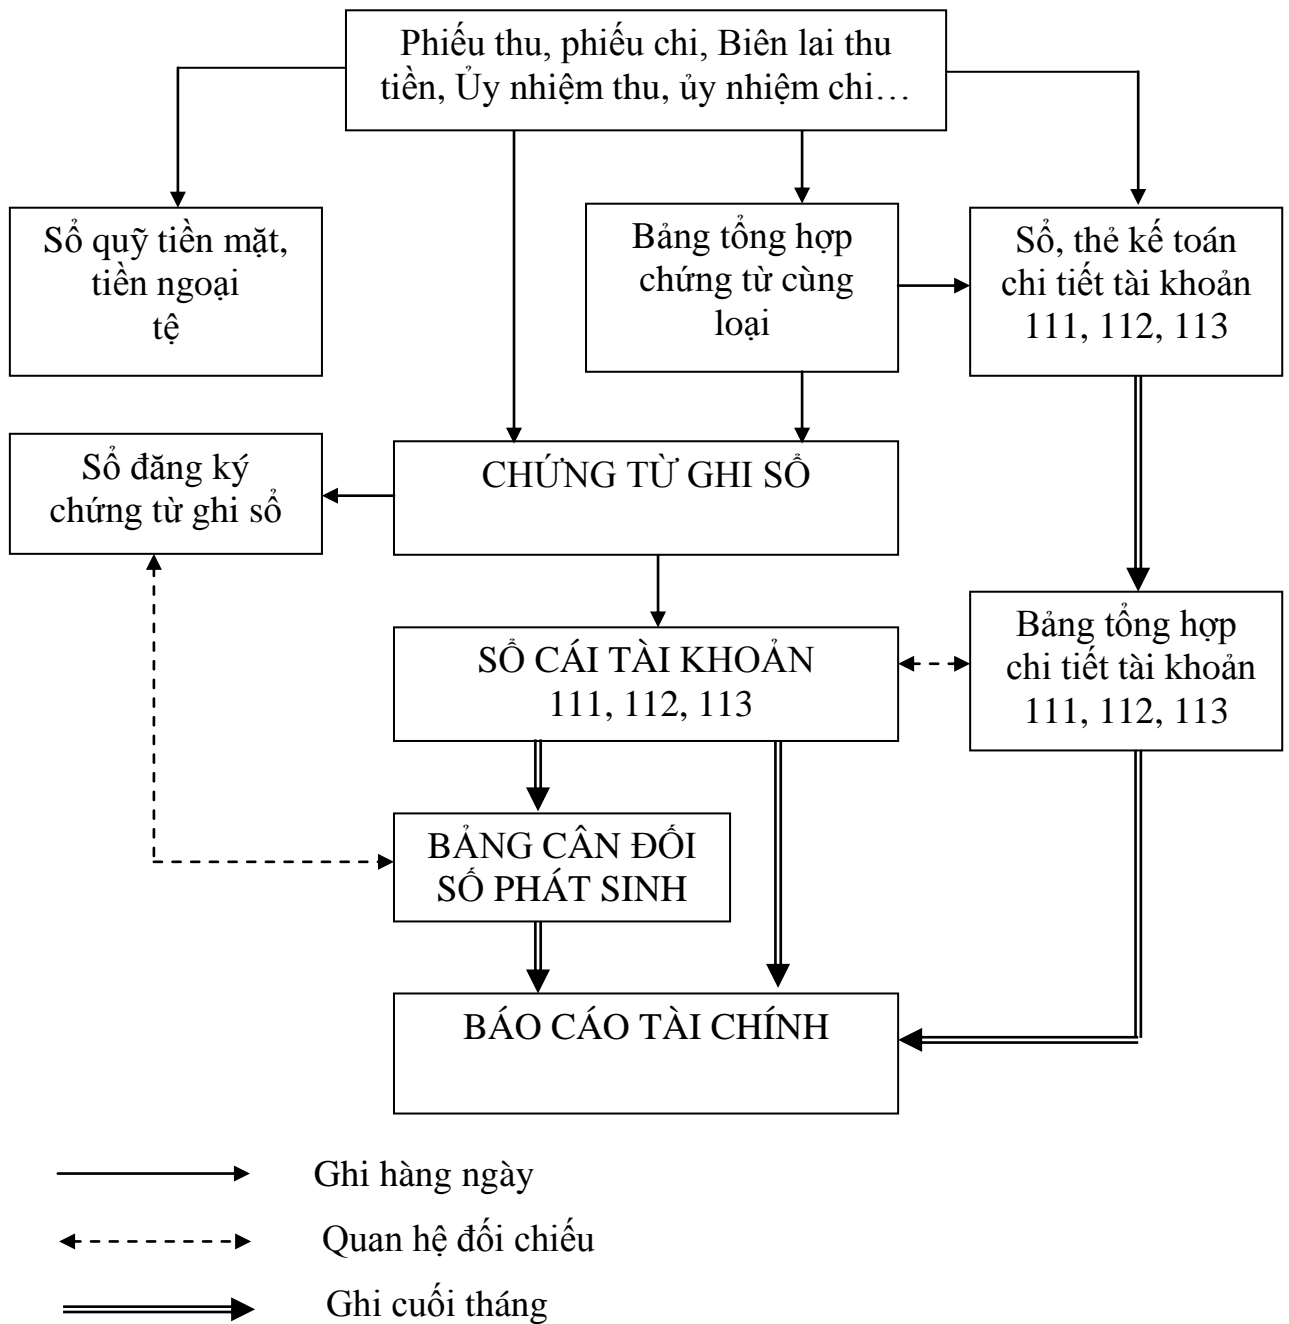 Phiếu thu, phiếu chi, Biên lai thu
tiền, Ủy nhiệm thu, ủy nhiệm chi…
Sổ quỹ tiền mặt,
tiền ngoại
tệ
Bảng tổng hợp
chứng từ cùng
loại
Sổ, thẻ kế toán
chi tiết tài khoản
111, 112, 113
Sổ đăng ký
chứng từ ghi sổ
CHỨNG TỪ GHI SỔ
SỔ CÁI TÀI KHOẢN
111, 112, 113
Bảng tổng hợp
chi tiết tài khoản
111, 112, 113
BẢNG CÂN ĐỐI
SỐ PHÁT SINH
BÁO CÁO TÀI CHÍNH
Ghi hàng ngày
Quan hệ đối chiếu
Ghi cuối tháng